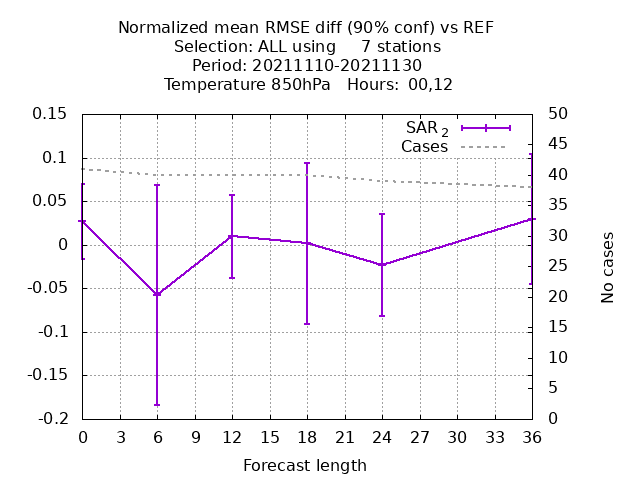 Normalized mean RMSE diff (90% conf) vs REF
Selection: ALL using     7 stations
Period: 20211110-20211130
Temperature 850hPa   Hours:  00,12
SAR 2
Cases
0.15
0.1
0.05
0
-0.05
-0.1
-0.15
-0.2
50
45
40
35
30
25
20
15
10
5
0
No cases
0 3 6 9 12 15 18 21 24 27 30 33 36
Forecast length